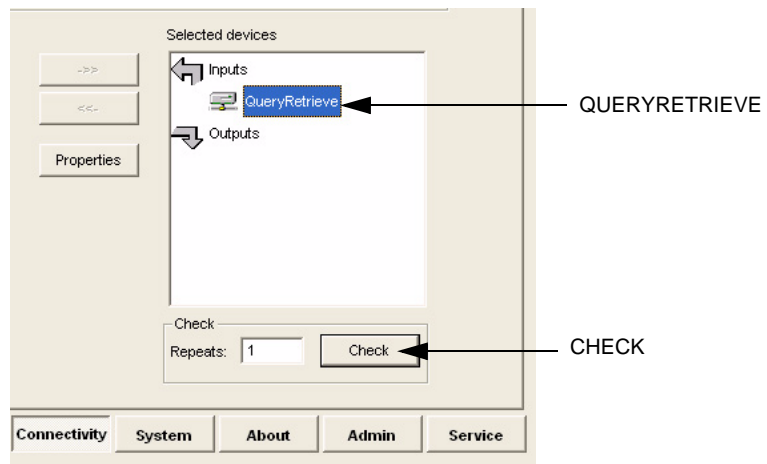 Selected devices
->>
Inputs
<<-
QueryRetrieve
QUERYRETRIEVE
Outputs
Properties
Check
Repeats: 1 Check
CHECK
Connectivity System About Admin Service